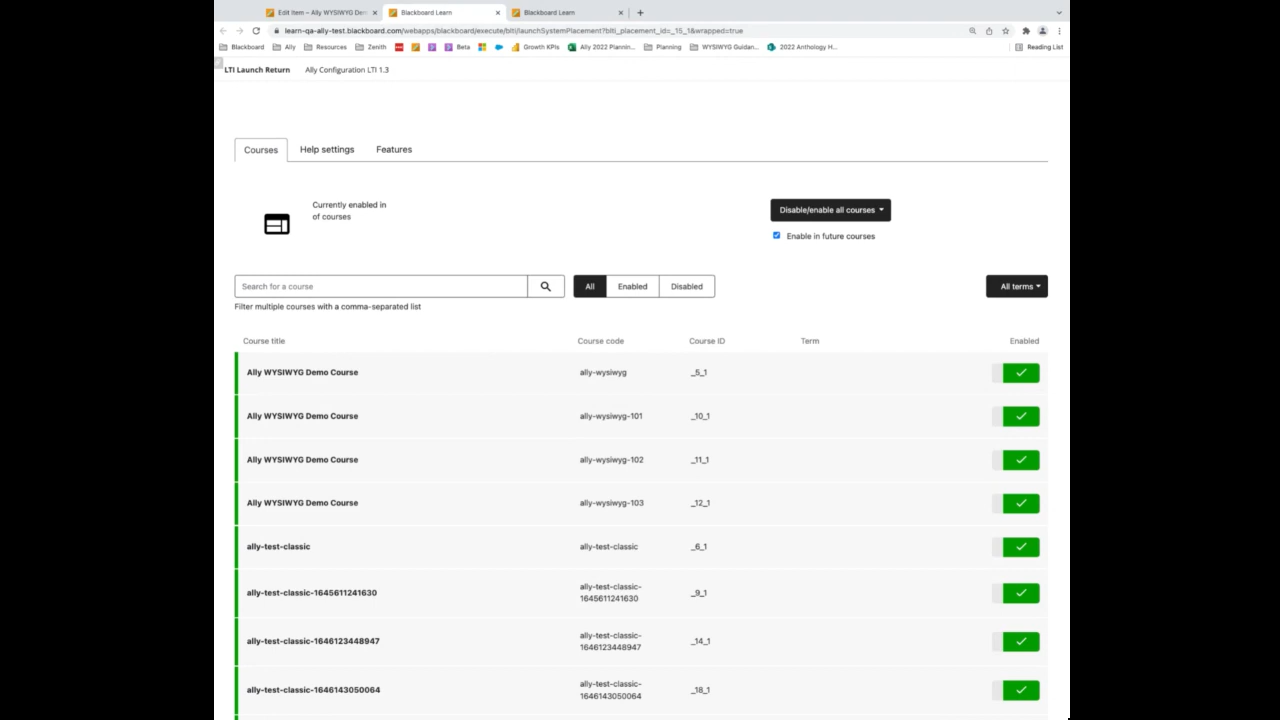 Edit Item – Ally WYSIWYG Dem
Blackboard Learn
Blackboard Learn
learn-qa-ally-test.blackboard.com/webapps/blackboard/execute/blti/launchSystemPlacement?blti_placement_id=_15_1&wrapped=true
Blackboard Ally Resources Zenith Beta Growth KPIs Ally 2022 Plannin... Planning WYSIWYG Guidan... 2022 Anthology H... Reading List
LTI Launch Return Ally Configuration LTI 1.3
Courses Help settings Features
Currently enabled in
of courses
Disable/enable all courses
Enable in future courses
Search for a course All Enabled Disabled All terms
Filter multiple courses with a comma-separated list
Course title Course code Course ID Term Enabled
Ally WYSIWYG Demo Course ally-wysiwyg _5_1
Ally WYSIWYG Demo Course ally-wysiwyg-101 _10_1
Ally WYSIWYG Demo Course ally-wysiwyg-102 _11_1
Ally WYSIWYG Demo Course ally-wysiwyg-103 _12_1
ally-test-classic ally-test-classic _6_1
ally-test-classic-1645611241630 ally-test-classic- _9_1
1645611241630
ally-test-classic-1646123448947 ally-test-classic- _14_1
1646123448947
ally-test-classic-1646143050064 ally-test-classic- _18_1
1646143050064